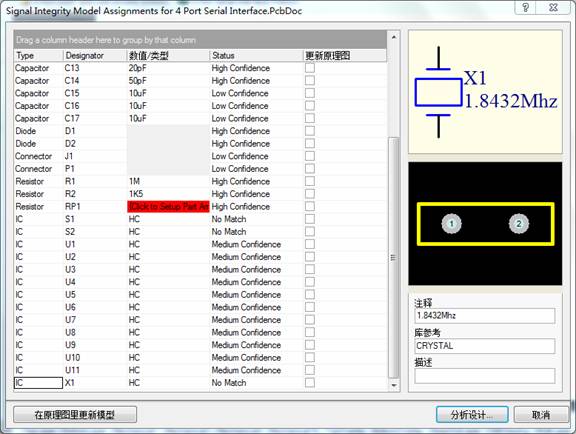 Signal Integrity Model Assignments for 4 Port Serial Interface.PcbDoc
Drag a column header here to group by that column
Type Designator 数值/类型 Status 更新原理图
Capacitor C13 20pF High Confidence
Capacitor C14 50pF High Confidence
Capacitor C15 10uF Low Confidence
Capacitor C16 10uF Low Confidence
Capacitor C17 10uF Low Confidence
Diode D1 High Confidence
Diode D2 High Confidence
Connector J1 Low Confidence
Connector P1 Low Confidence
Resistor R1 1M High Confidence
Resistor R2 1K5 High Confidence
Resistor RP1 (Click to Setup Part Arr High Confidence
IC S1 HC No Match
IC S2 HC No Match
IC U1 HC Medium Confidence
IC U2 HC Medium Confidence
IC U3 HC Medium Confidence
IC U4 HC Medium Confidence
IC U5 HC Medium Confidence
IC U6 HC Medium Confidence
IC U7 HC Medium Confidence
IC U8 HC Medium Confidence
IC U9 HC Medium Confidence
IC U10 HC Medium Confidence
IC U11 HC Medium Confidence
IC X1 HC No Match
X1
1.8432Mhz
1 2
注释
1.8432Mhz
库参考
CRYSTAL
描述
在原理图里更新模型 分析设计... 取消